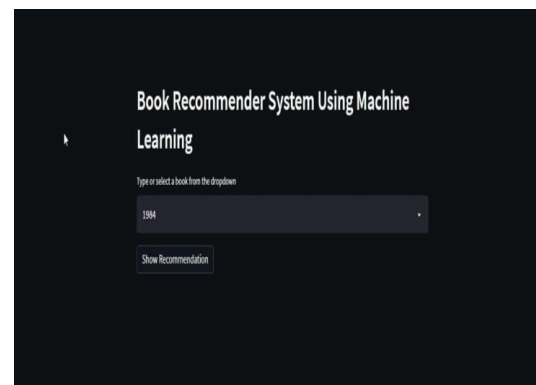 Book Recommender System Using Machine
Learning
Type or select a book from the dropdown
1984
Show Recommendation